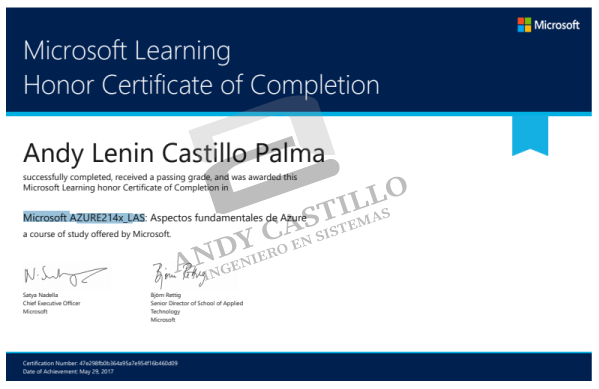 Microsoft
Microsoft Learning
Honor Certificate of Completion
Andy Lenin Castillo Palma
successfully completed, received a passing grade, and was awarded this
Microsoft Learning honor Certificate of Completion in
Microsoft AZURE214x_LAS: Aspectos fundamentales de Azure
a course of study offered by Microsoft.
ANDY CASTILLO
INGENIERO EN SISTEMAS
Satya Nadella
Chief Executive Officer
Microsoft
Björn Rettig
Senior Director of School of Applied
Technology
Microsoft
Certification Number: 47e298fb0b364a95a7e954f16b460d09
Date of Achievement: May 29, 2017